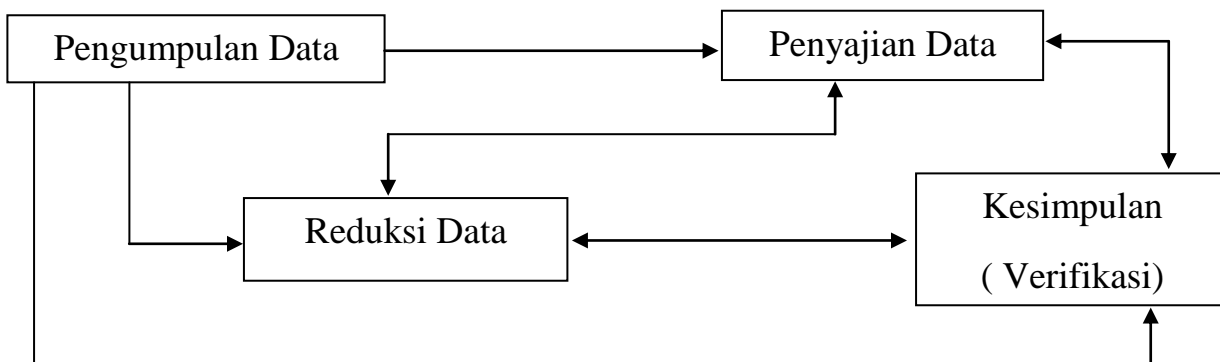 Pengumpulan Data
Penyajian Data
Reduksi Data
Kesimpulan
( Verifikasi)